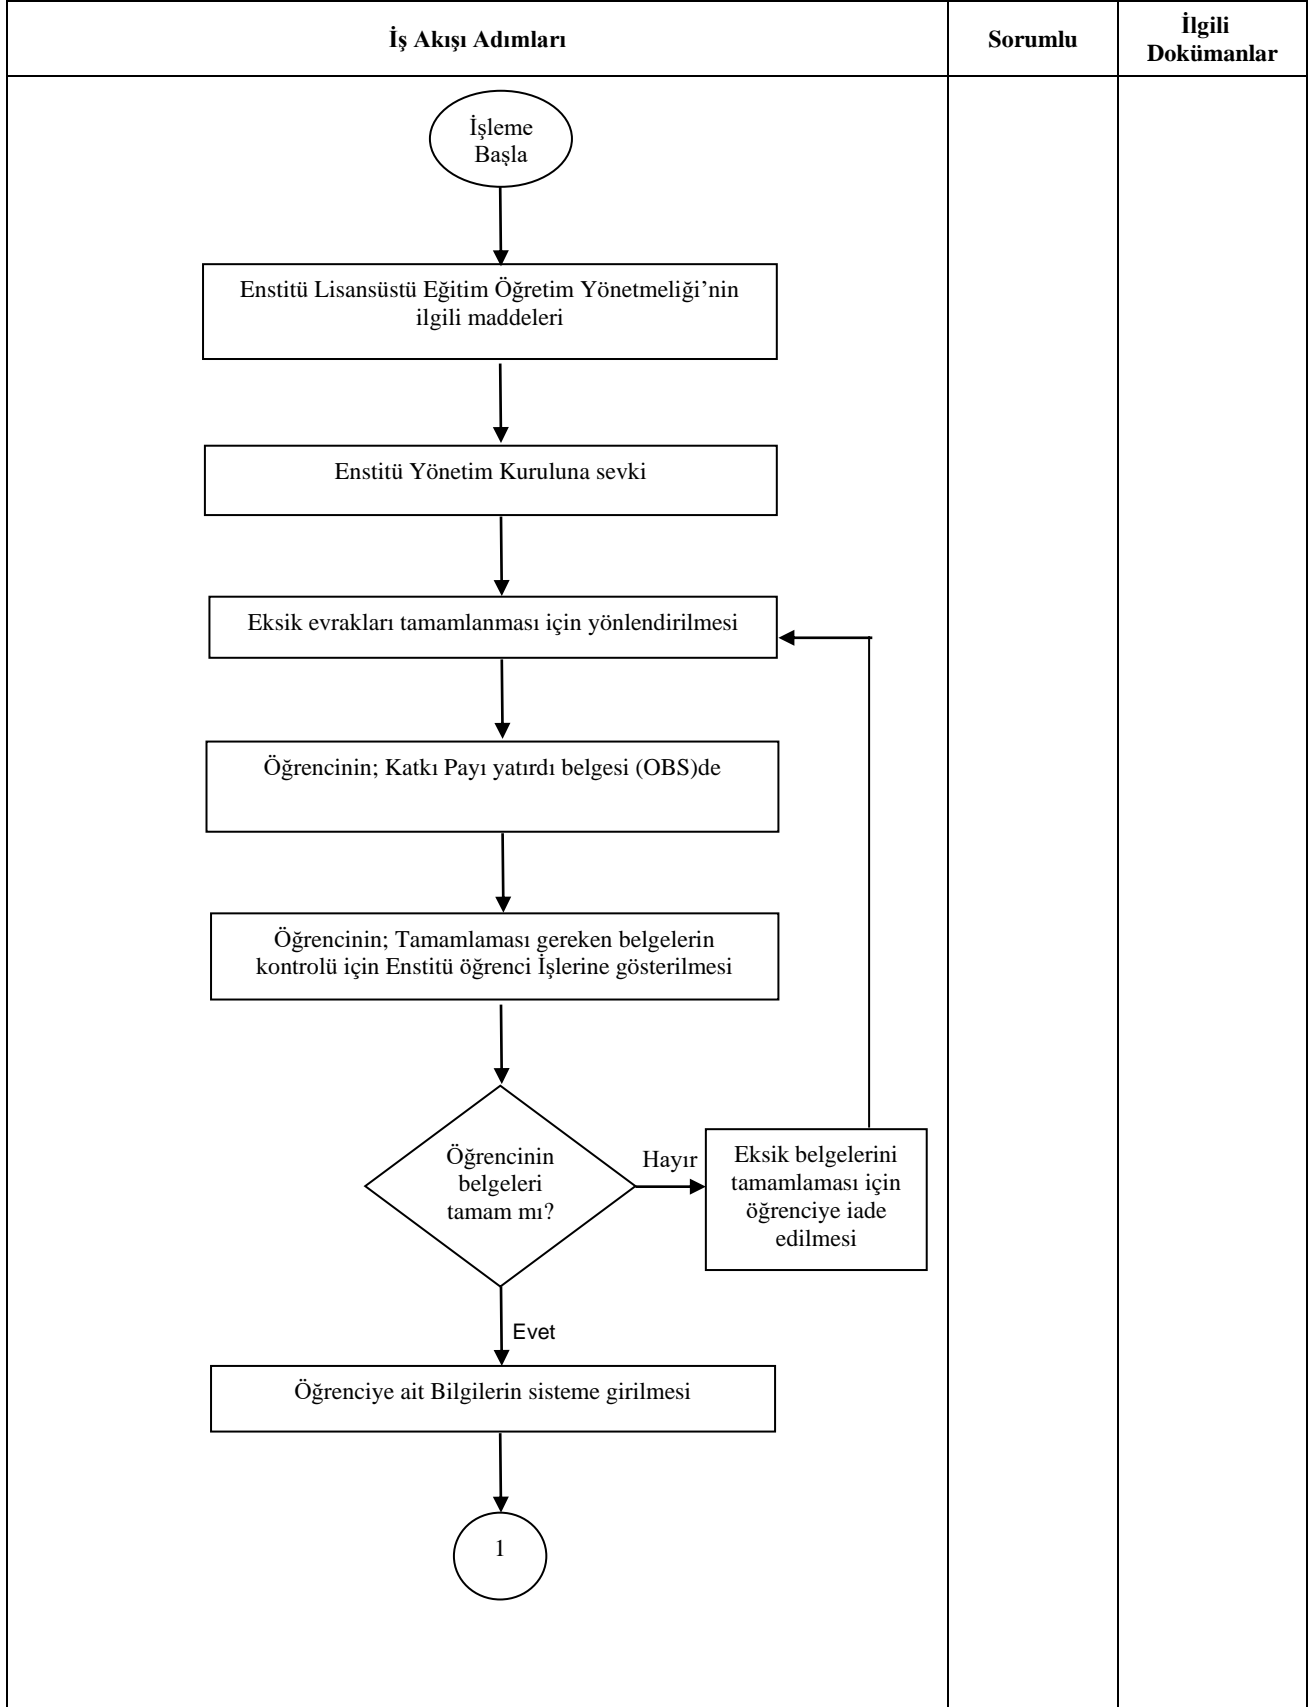 İş Akışı Adımları
Sorumlu
İlgili
Dokümanlar
İşleme
Başla
Enstitü Lisansüstü Eğitim Öğretim Yönetmeliği’nin
ilgili maddeleri
Enstitü Yönetim Kuruluna sevki
Eksik evrakları tamamlanması için yönlendirilmesi
Öğrencinin; Katkı Payı yatırdı belgesi (OBS)de
Öğrencinin; Tamamlaması gereken belgelerin
kontrolü için Enstitü öğrenci İşlerine gösterilmesi
Öğrencinin
belgeleri
tamam mı?
Hayır
Eksik belgelerini
tamamlaması için
öğrenciye iade
edilmesi
Evet
Öğrenciye ait Bilgilerin sisteme girilmesi
1